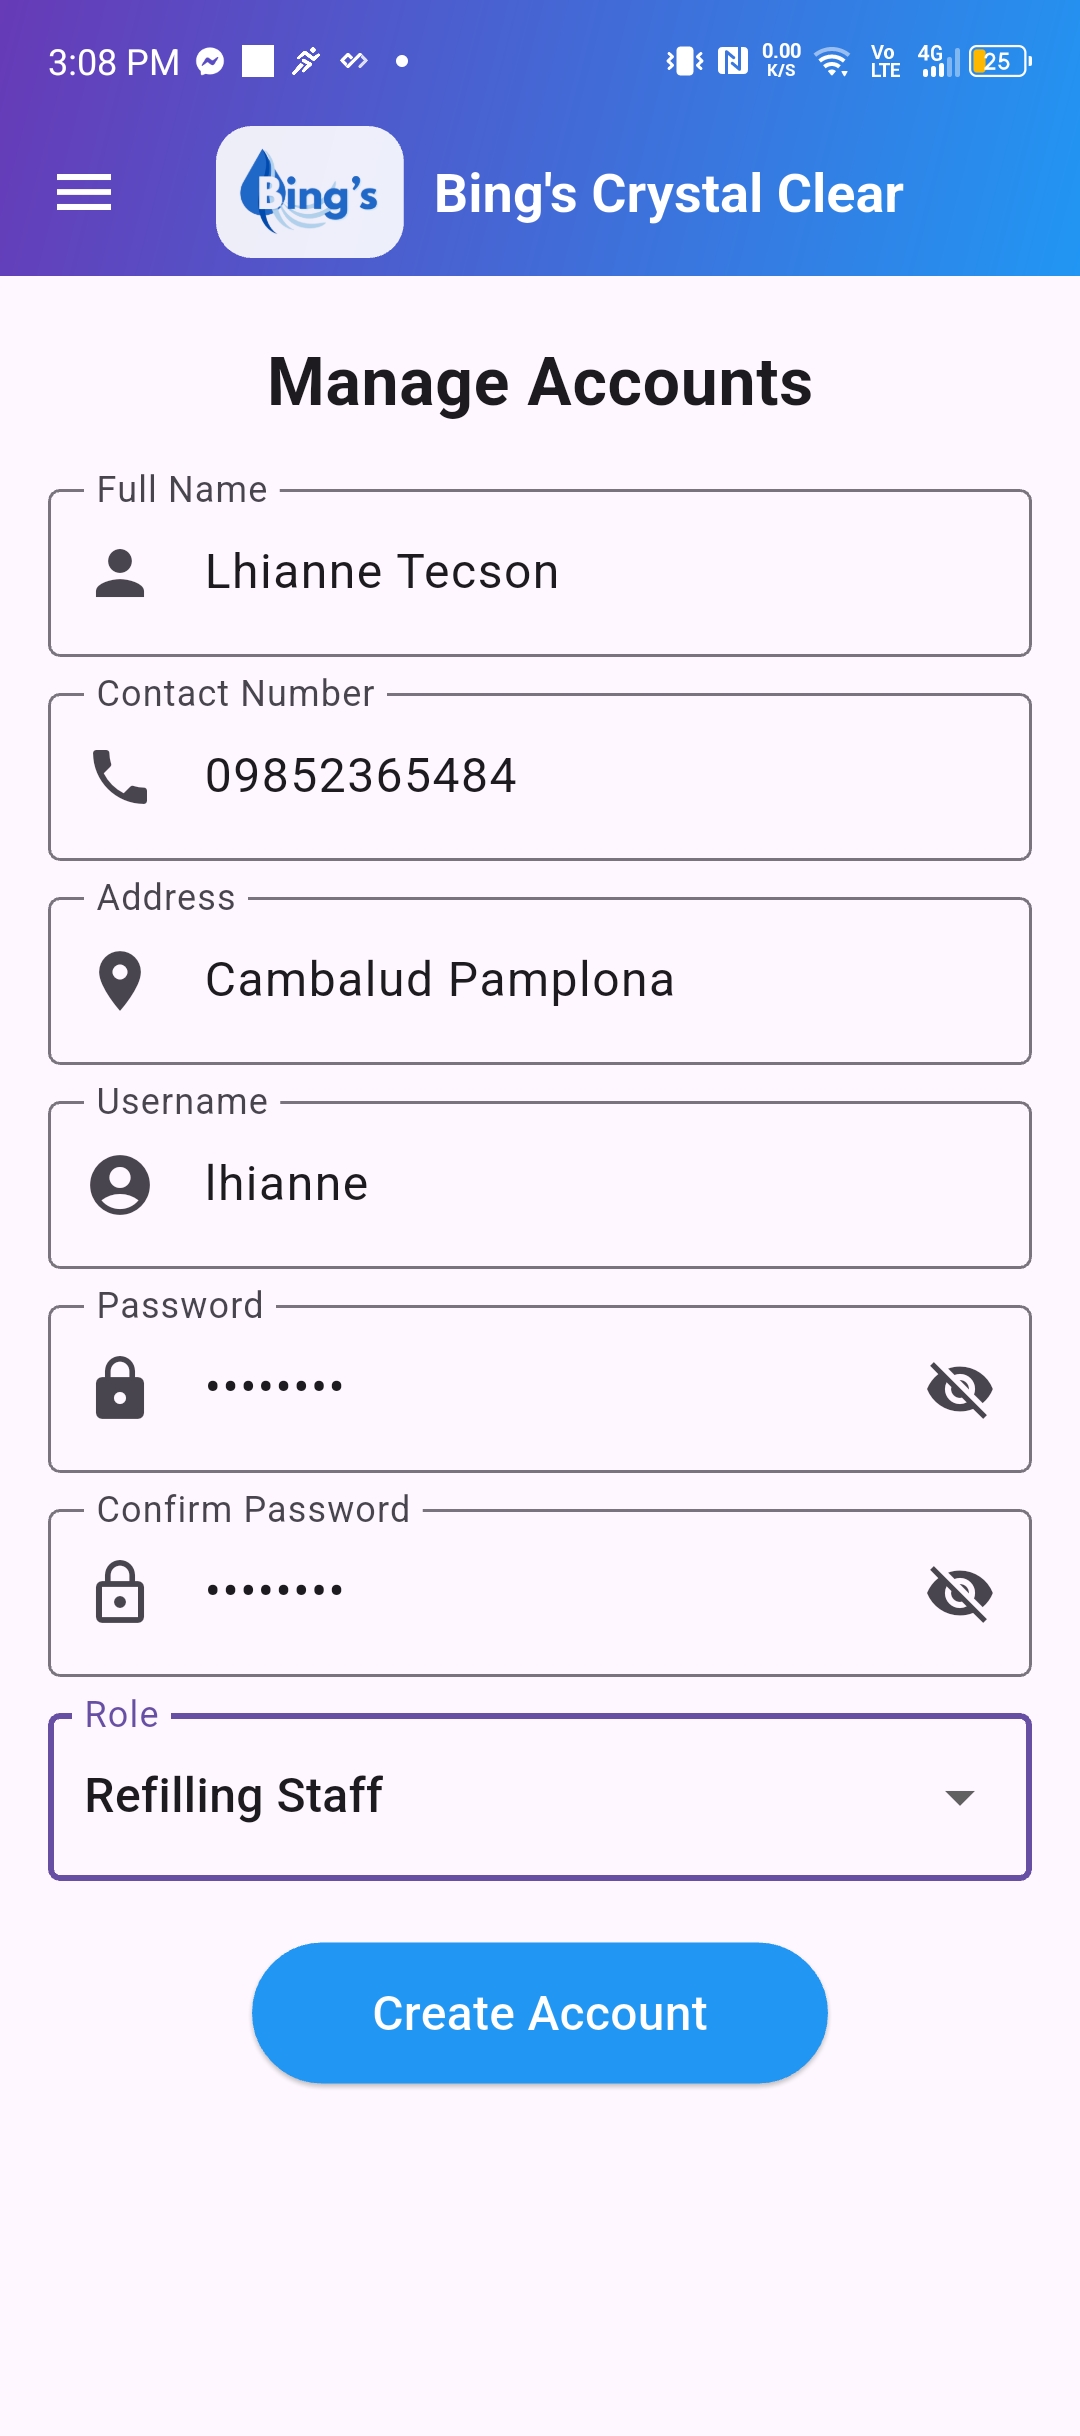 3:08 PM
0.00 K/S
Vo LTE
4G
25
Bing's
Bing's Crystal Clear
Manage Accounts
Full Name
Lhianne Tecson
Contact Number
09852365484
Address
Cambalud Pamplona
Username
lhianne
Password
••••••••
Confirm Password
••••••••
Role
Refilling Staff
Create Account